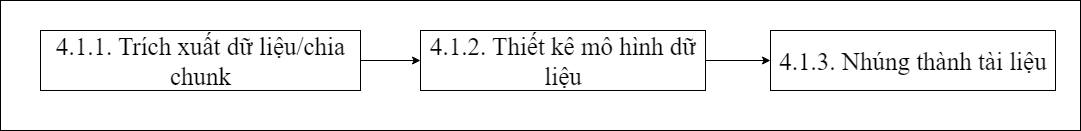 4.1.1. Trích xuất dữ liệu/chia
chunk
4.1.2. Thiết kê mô hình dữ
liệu
4.1.3. Nhúng thành tài liệu